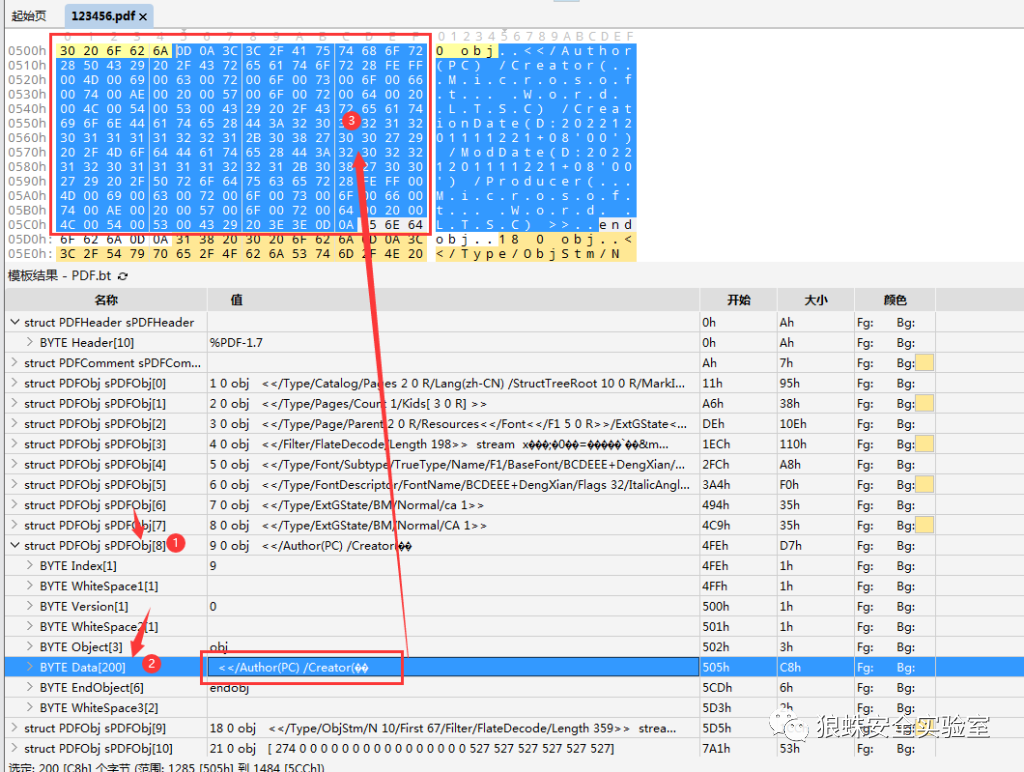 起始页 123456.pdf ×
0 1 2 3 4 5 6 7 8 9 A B C D E F 0 1 2 3 4 5 6 7 8 9 A B C D E F
0500h 30 20 6F 62 6A 0D 0A 3C 3C 2F 41 75 74 68 6F 72 0 obj..<</Author
0510h 28 50 43 29 20 2F 43 72 65 61 74 6F 72 28 FE FF (PC) /Creator(..
0520h 00 4D 00 69 00 63 00 72 00 6F 00 73 00 6F 00 66 .M.i.c.r.o.s.o.f
0530h 00 74 00 AE 00 20 00 57 00 6F 00 72 00 64 00 20 .t... .W.o.r.d.
0540h 00 4C 00 54 00 53 00 43 29 20 2F 43 72 65 61 74 .L.T.S.C) /Creat
0550h 69 6F 6E 44 61 74 65 28 44 3A 32 30 32 31 32 ionDate(D:202212
0560h 30 31 31 31 31 32 32 31 2B 30 38 27 30 30 27 29 01111221+08'00')
0570h 20 2F 4D 6F 64 44 61 74 65 28 44 3A 32 30 32 32 /ModDate(D:2022
0580h 31 32 30 31 31 31 31 32 32 31 2B 30 38 27 30 30 1201111221+08'00
0590h 27 29 20 2F 50 72 6F 64 75 63 65 72 28 FE FF 00 ') /Producer(...
05A0h 4D 00 69 00 63 00 72 00 6F 00 73 00 6F 00 66 00 M.i.c.r.o.s.o.f.
05B0h 74 00 AE 00 20 00 57 00 6F 00 72 00 64 00 20 00 t... .W.o.r.d. .
05C0h 4C 00 54 00 53 00 43 29 20 3E 3E 0D 0A 65 6E 64 L.T.S.C) >>..end
05D0h: 6F 62 6A 0D 0A 31 38 20 30 20 6F 62 6A 0D 0A 3C obj..18 0 obj..<
05E0h: 3C 2F 54 79 70 65 2F 4F 62 6A 53 74 6D 2F 4E 20 </Type/ObjStm/N
3
模板结果 - PDF.bt
名称 值 开始 大小 颜色
struct PDFHeader sPDFHeader 0h Ah Fg: Bg:
BYTE Header[10] %PDF-1.7 0h Ah Fg: Bg:
struct PDFComment sPDFCom... Ah 7h Fg: Bg:
struct PDFObj sPDFObj[0] 1 0 obj <</Type/Catalog/Pages 2 0 R/Lang(zh-CN) /StructTreeRoot 10 0 R/MarkI... 11h 95h Fg: Bg:
struct PDFObj sPDFObj[1] 2 0 obj <</Type/Pages/Count 1/Kids[ 3 0 R] >> A6h 38h Fg: Bg:
struct PDFObj sPDFObj[2] 3 0 obj <</Type/Page/Parent 2 0 R/Resources<</Font<</F1 5 0 R>>/ExtGState<... DEh 10Eh Fg: Bg:
struct PDFObj sPDFObj[3] 4 0 obj <</Filter/FlateDecode/Length 198>> stream 1ECh 110h Fg: Bg:
struct PDFObj sPDFObj[4] 5 0 obj <</Type/Font/Subtype/TrueType/Name/F1/BaseFont/BCDEEE+DengXian/... 2FCh A8h Fg: Bg:
struct PDFObj sPDFObj[5] 6 0 obj <</Type/FontDescriptor/FontName/BCDEEE+DengXian/Flags 32/ItalicAngl... 3A4h F0h Fg: Bg:
struct PDFObj sPDFObj[6] 7 0 obj <</Type/ExtGState/BM/Normal/ca 1>> 494h 35h Fg: Bg:
struct PDFObj sPDFObj[7] 8 0 obj <</Type/ExtGState/BM/Normal/CA 1>> 4C9h 35h Fg: Bg:
struct PDFObj sPDFObj[8] 1 9 0 obj <</Author(PC) /Creator(�� 4FEh D7h Fg: Bg:
BYTE Index[1] 9 4FEh 1h Fg: Bg:
BYTE WhiteSpace1[1] 4FFh 1h Fg: Bg:
BYTE Version[1] 0 500h 1h Fg: Bg:
BYTE WhiteSpace2[1] 501h 1h Fg: Bg:
BYTE Object[3] obj 502h 3h Fg: Bg:
BYTE Data[200] 2 <</Author(PC) /Creator(�� 505h C8h Fg: Bg:
BYTE EndObject[6] endobj 5CDh 6h Fg: Bg:
BYTE WhiteSpace3[2] 5D3h 2h Fg: Bg:
struct PDFObj sPDFObj[9] 18 0 obj <</Type/ObjStm/N 10/First 67/Filter/FlateDecode/Length 359>> strea... 5D5h Fg: Bg:
struct PDFObj sPDFObj[10] 21 0 obj [ 274 0 0 0 0 0 0 0 0 0 0 0 0 0 0 0 0 0 527 527 527 527 527] 7A1h 53h Fg: Bg:
狼蛛安全实验室
选定: 200 [C8h] 个字节 (范围: 1285 [505h] 到 1484 [5CCh])